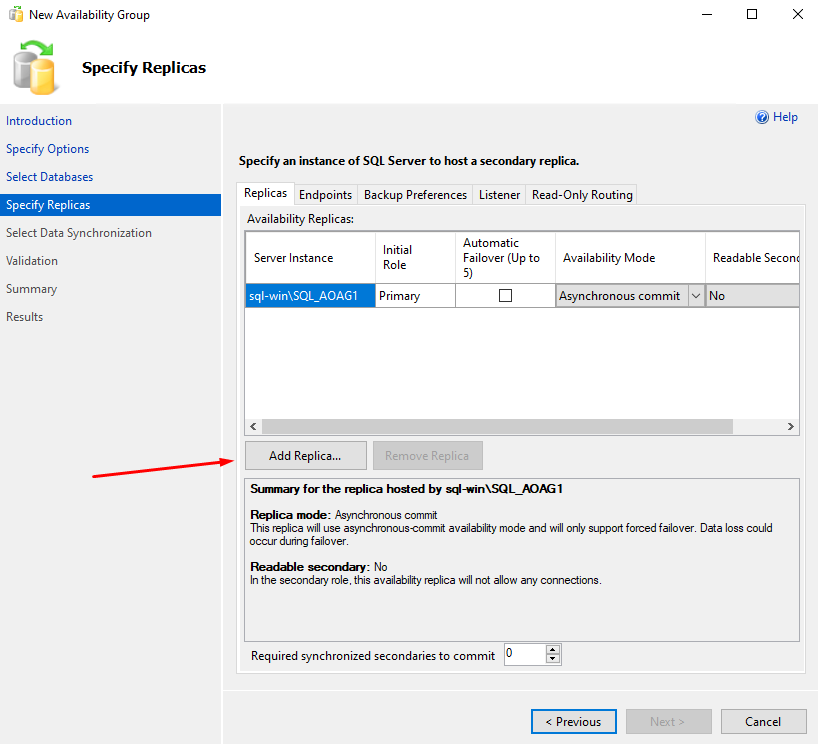 New Availability Group
Specify Replicas
Introduction
Specify Options
Select Databases
Specify Replicas
Select Data Synchronization
Validation
Summary
Results
Help
Specify an instance of SQL Server to host a secondary replica.
Replicas Endpoints Backup Preferences Listener Read-Only Routing
Availability Replicas:
Server Instance
Initial
Role
Automatic
Failover (Up to
5)
Availability Mode
Readable Second
sql-win\SQL_AOAG1 Primary Asynchronous commit No
Add Replica... Remove Replica
Summary for the replica hosted by sql-win\SQL_AOAG1
Replica mode: Asynchronous commit
This replica will use asynchronous-commit availability mode and will only support forced failover. Data loss could
occur during failover.
Readable secondary: No
In the secondary role, this availability replica will not allow any connections.
Required synchronized secondaries to commit 0
< Previous Next > Cancel